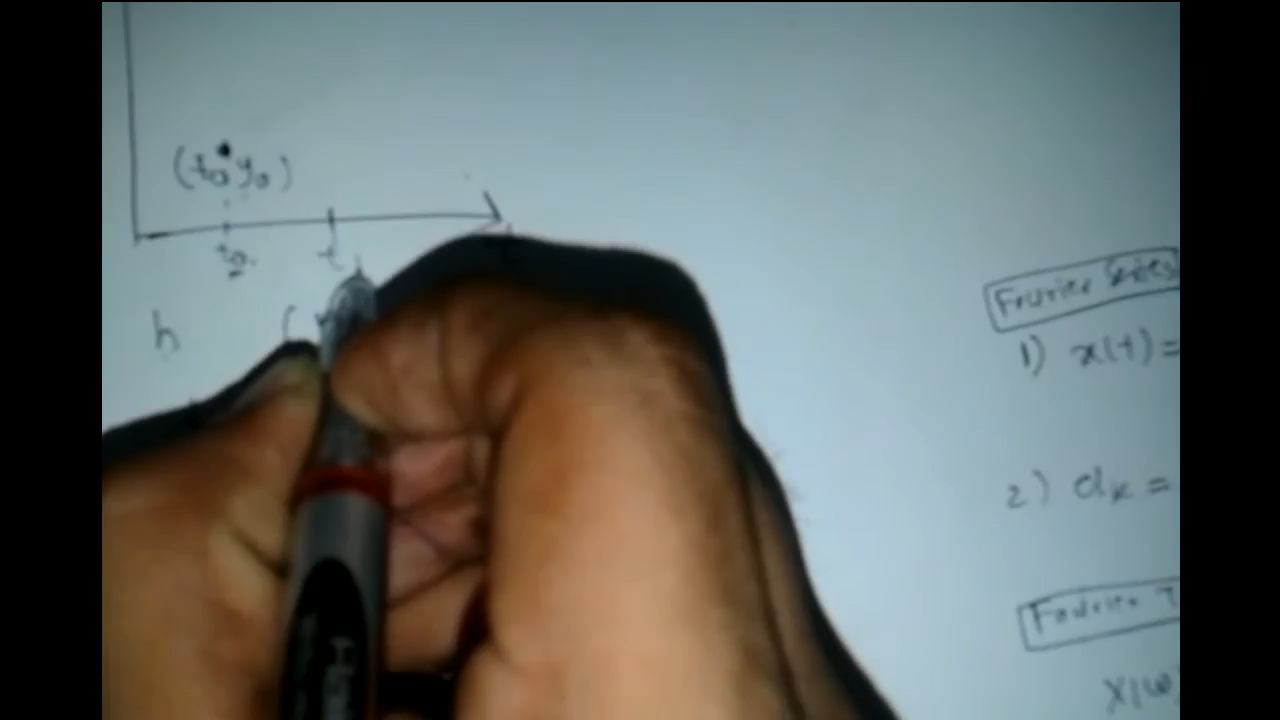 (t₀, y₀)
t₀ t
h (
Fourier Series
1) x(t) =
2) aₖ =
Fourier T
X(ω)